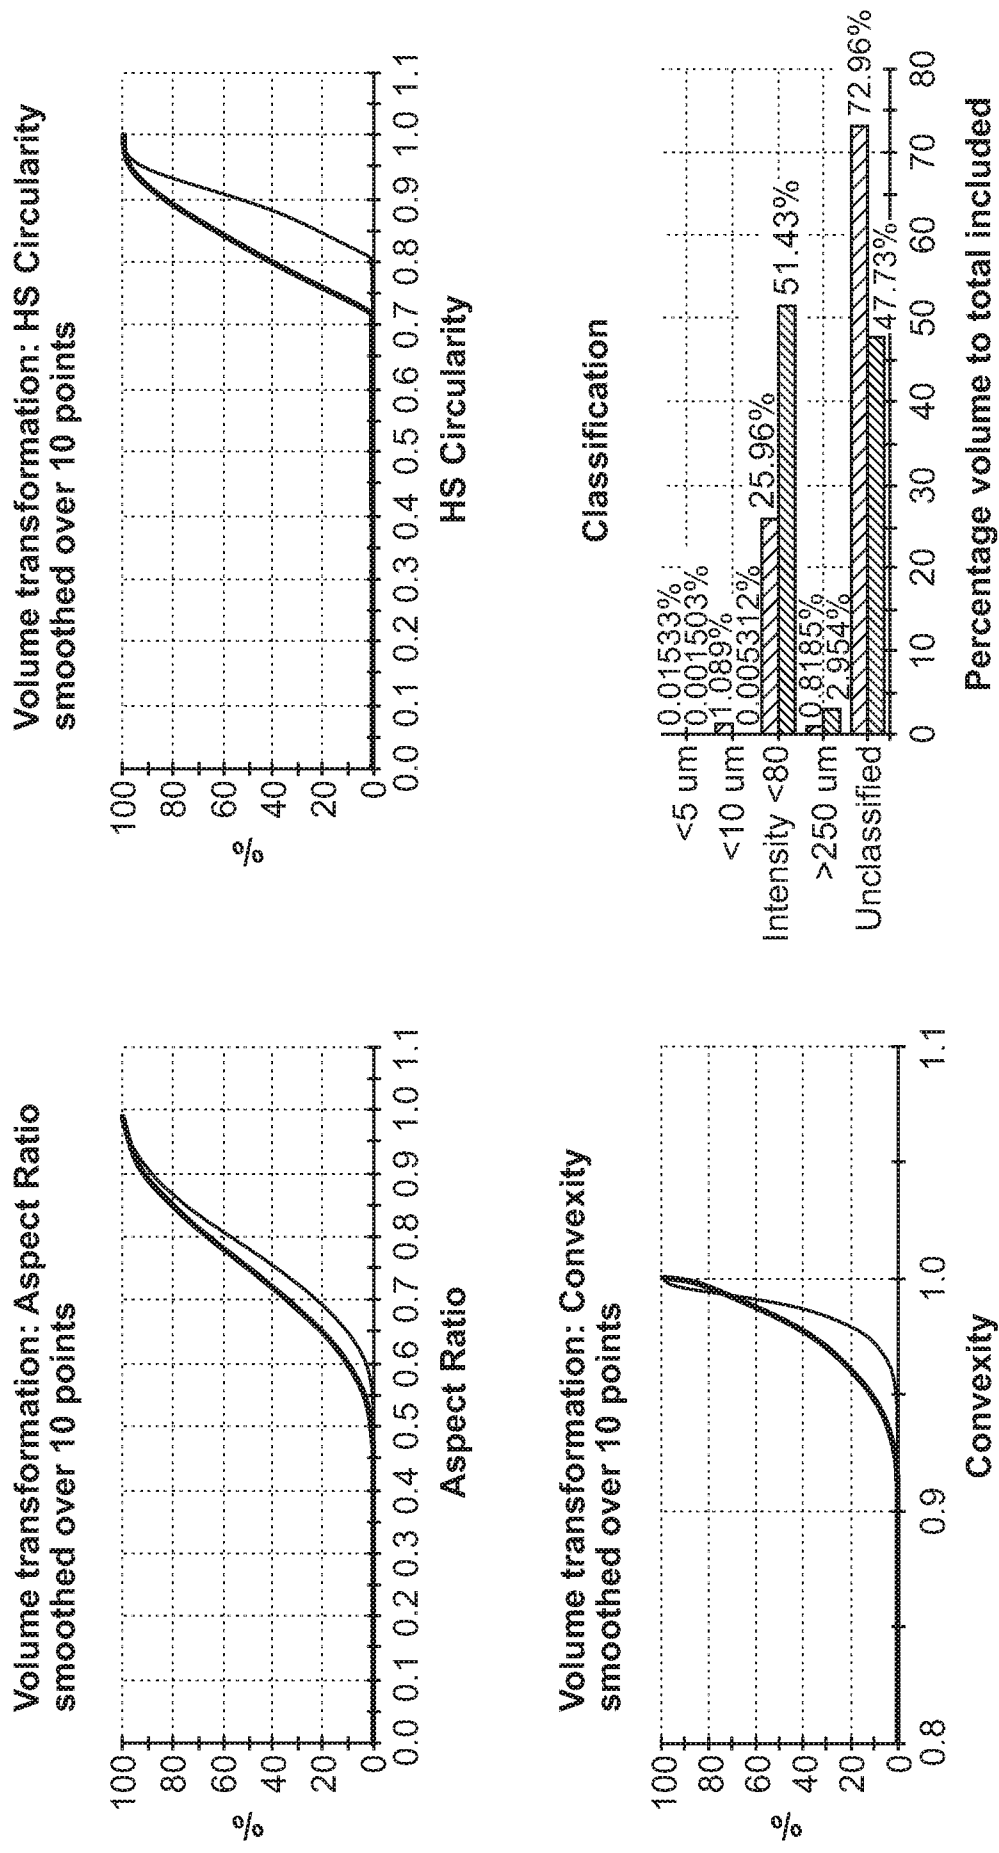 Volume transformation: Aspect Ratio
smoothed over 10 points
%
100
80
60
40
20
0
0.0 0.1 0.2 0.3 0.4 0.5 0.6 0.7 0.8 0.9 1.0 1.1
Aspect Ratio
Volume transformation: HS Circularity
smoothed over 10 points
%
100
80
60
40
20
0
0.0 0.1 0.2 0.3 0.4 0.5 0.6 0.7 0.8 0.9 1.0 1.1
HS Circularity
Volume transformation: Convexity
smoothed over 10 points
%
100
80
60
40
20
0
0.8 0.9 1.0 1.1
Convexity
Classification
<5 um
0.01533%
0.001503%
<10 um
1.089%
0.005312%
Intensity <80
25.96%
51.43%
>250 um
0.8185%
2.954%
Unclassified
72.96%
47.73%
0 10 20 30 40 50 60 70 80
Percentage volume to total included